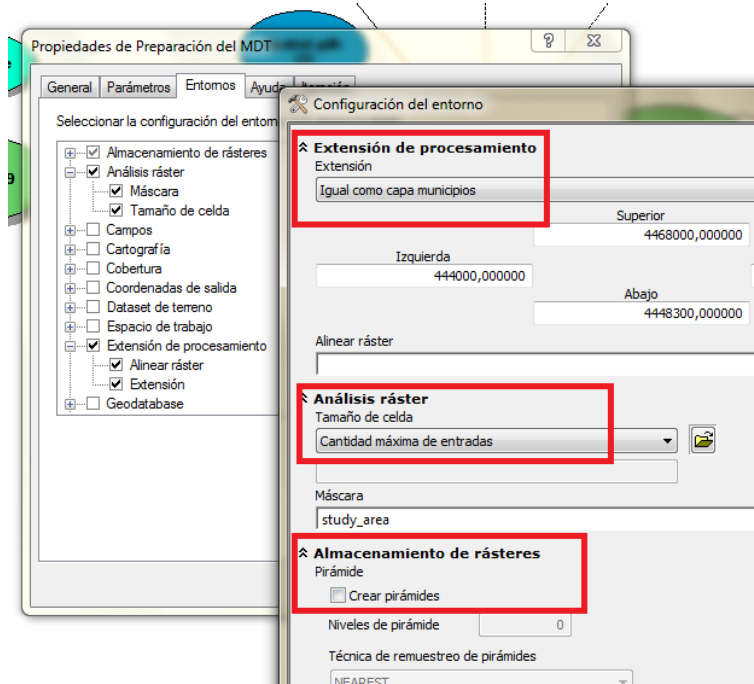 Propiedades de Preparación del MDT
General Parámetros Entornos Ayuda
Seleccionar la configuración del entorn
Almacenamiento de rásteres
Análisis ráster
Máscara
Tamaño de celda
Campos
Cartografía
Cobertura
Coordenadas de salida
Dataset de terreno
Espacio de trabajo
Extensión de procesamiento
Alinear ráster
Extensión
Geodatabase
Configuración del entorno
Extensión de procesamiento
Extensión
Igual como capa municipios
Superior
4468000,000000
Izquierda
444000,000000
Abajo
4448300,000000
Alinear ráster
Análisis ráster
Tamaño de celda
Cantidad máxima de entradas
Máscara
study_area
Almacenamiento de rásteres
Pirámide
Crear pirámides
Niveles de pirámide 0
Técnica de remuestreo de pirámides
NEAREST